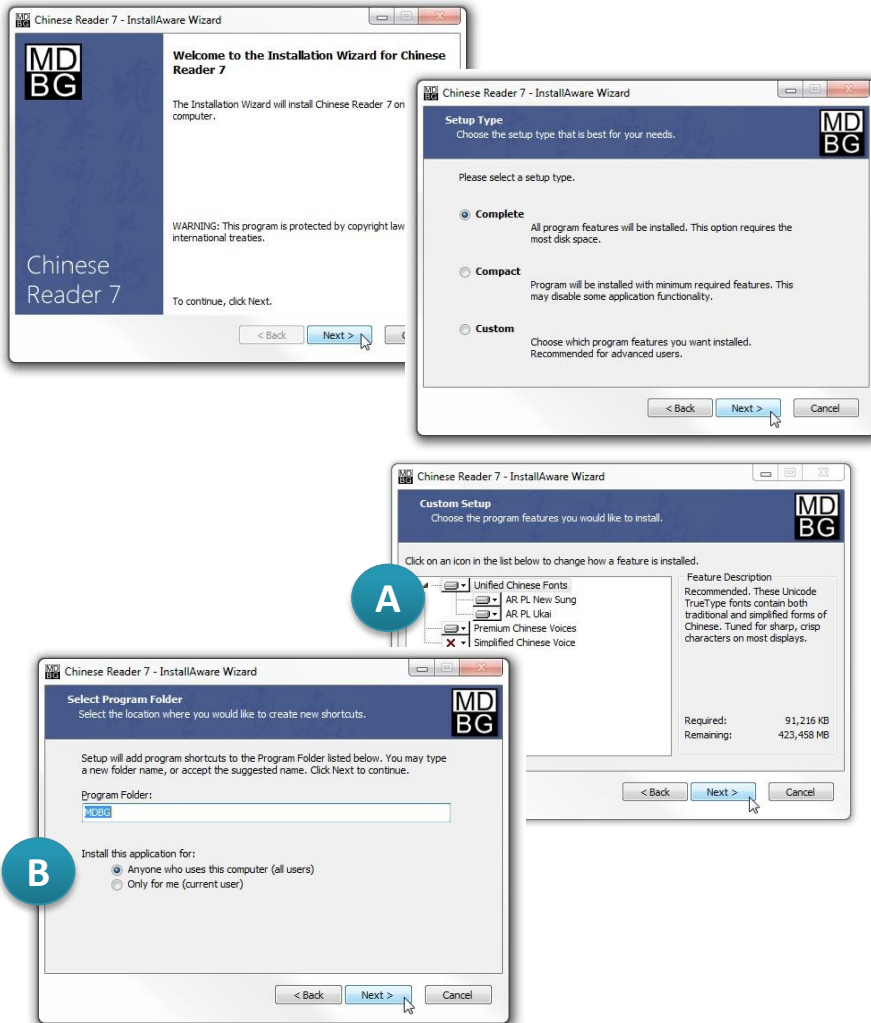 Chinese Reader 7 - InstallAware Wizard
MD
BG
Welcome to the Installation Wizard for Chinese
Reader 7
The Installation Wizard will install Chinese Reader 7 on
computer.
WARNING: This program is protected by copyright law
international treaties.
To continue, click Next.
Chinese
Reader 7
< Back Next >
Chinese Reader 7 - InstallAware Wizard
Setup Type
Choose the setup type that is best for your needs.
MD
BG
Please select a setup type.
Complete
All program features will be installed. This option requires the
most disk space.
Compact
Program will be installed with minimum required features. This
may disable some application functionality.
Custom
Choose which program features you want installed.
Recommended for advanced users.
< Back Next > Cancel
Chinese Reader 7 - InstallAware Wizard
Custom Setup
Choose the program features you would like to install.
MD
BG
Click on an icon in the list below to change how a feature is installed.
A
Unified Chinese Fonts
AR PL New Sung
AR PL Ukai
Premium Chinese Voices
Simplified Chinese Voice
Feature Description
Recommended. These Unicode
TrueType fonts contain both
traditional and simplified forms of
Chinese. Tuned for sharp, crisp
characters on most displays.
Required: 91,216 KB
Remaining: 423,458 MB
< Back Next > Cancel
Chinese Reader 7 - InstallAware Wizard
Select Program Folder
Select the location where you would like to create new shortcuts.
MD
BG
Setup will add program shortcuts to the Program Folder listed below. You may type
a new folder name, or accept the suggested name. Click Next to continue.
Program Folder:
MDBG
B
Install this application for:
Anyone who uses this computer (all users)
Only for me (current user)
< Back Next > Cancel